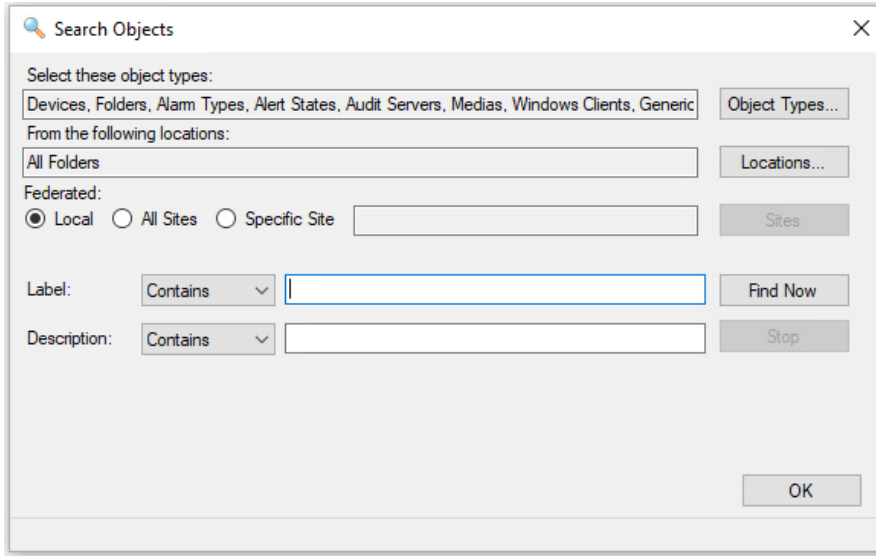 Search Objects
Select these object types:
Devices, Folders, Alarm Types, Alert States, Audit Servers, Medias, Windows Clients, Generic Object Types...
From the following locations:
All Folders Locations...
Federated:
Local All Sites Specific Site Sites
Label: Contains Find Now
Description: Contains Stop
OK